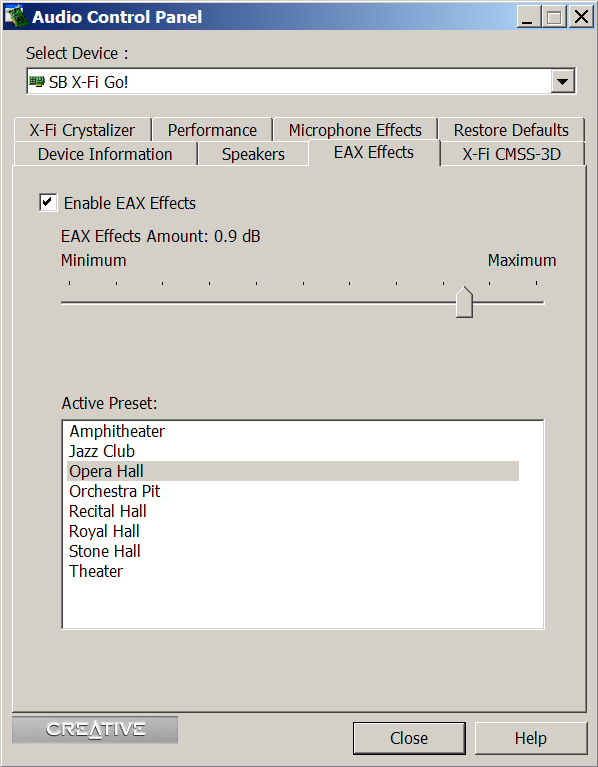 Audio Control Panel
Select Device :
SB X-Fi Go!
X-Fi Crystalizer Performance Microphone Effects Restore Defaults
Device Information Speakers EAX Effects X-Fi CMSS-3D
Enable EAX Effects
EAX Effects Amount: 0.9 dB
Minimum Maximum
Active Preset:
Amphitheater
Jazz Club
Opera Hall
Orchestra Pit
Recital Hall
Royal Hall
Stone Hall
Theater
CREATIVE
Close Help